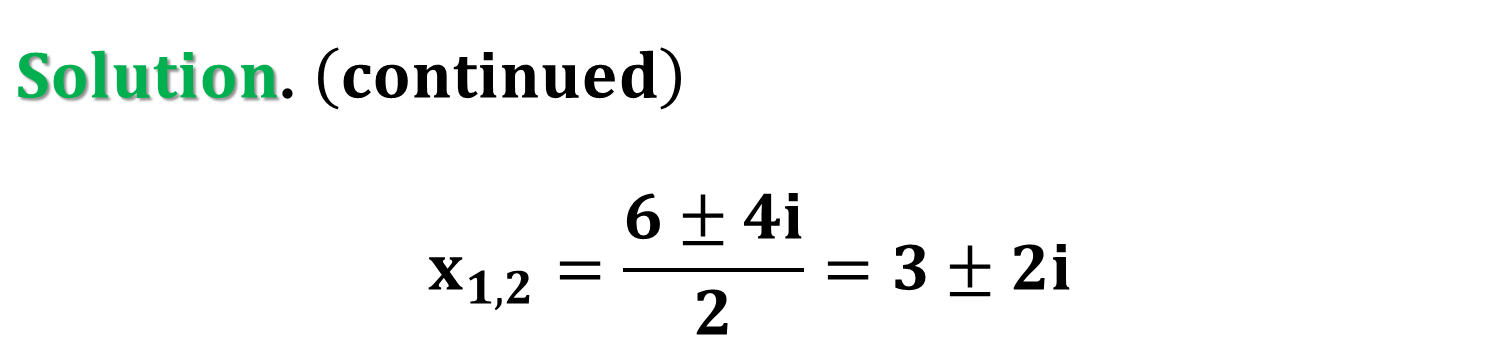 Solution. (continued)
x₁,₂ = (6 ± 4i)/2 = 3 ± 2i